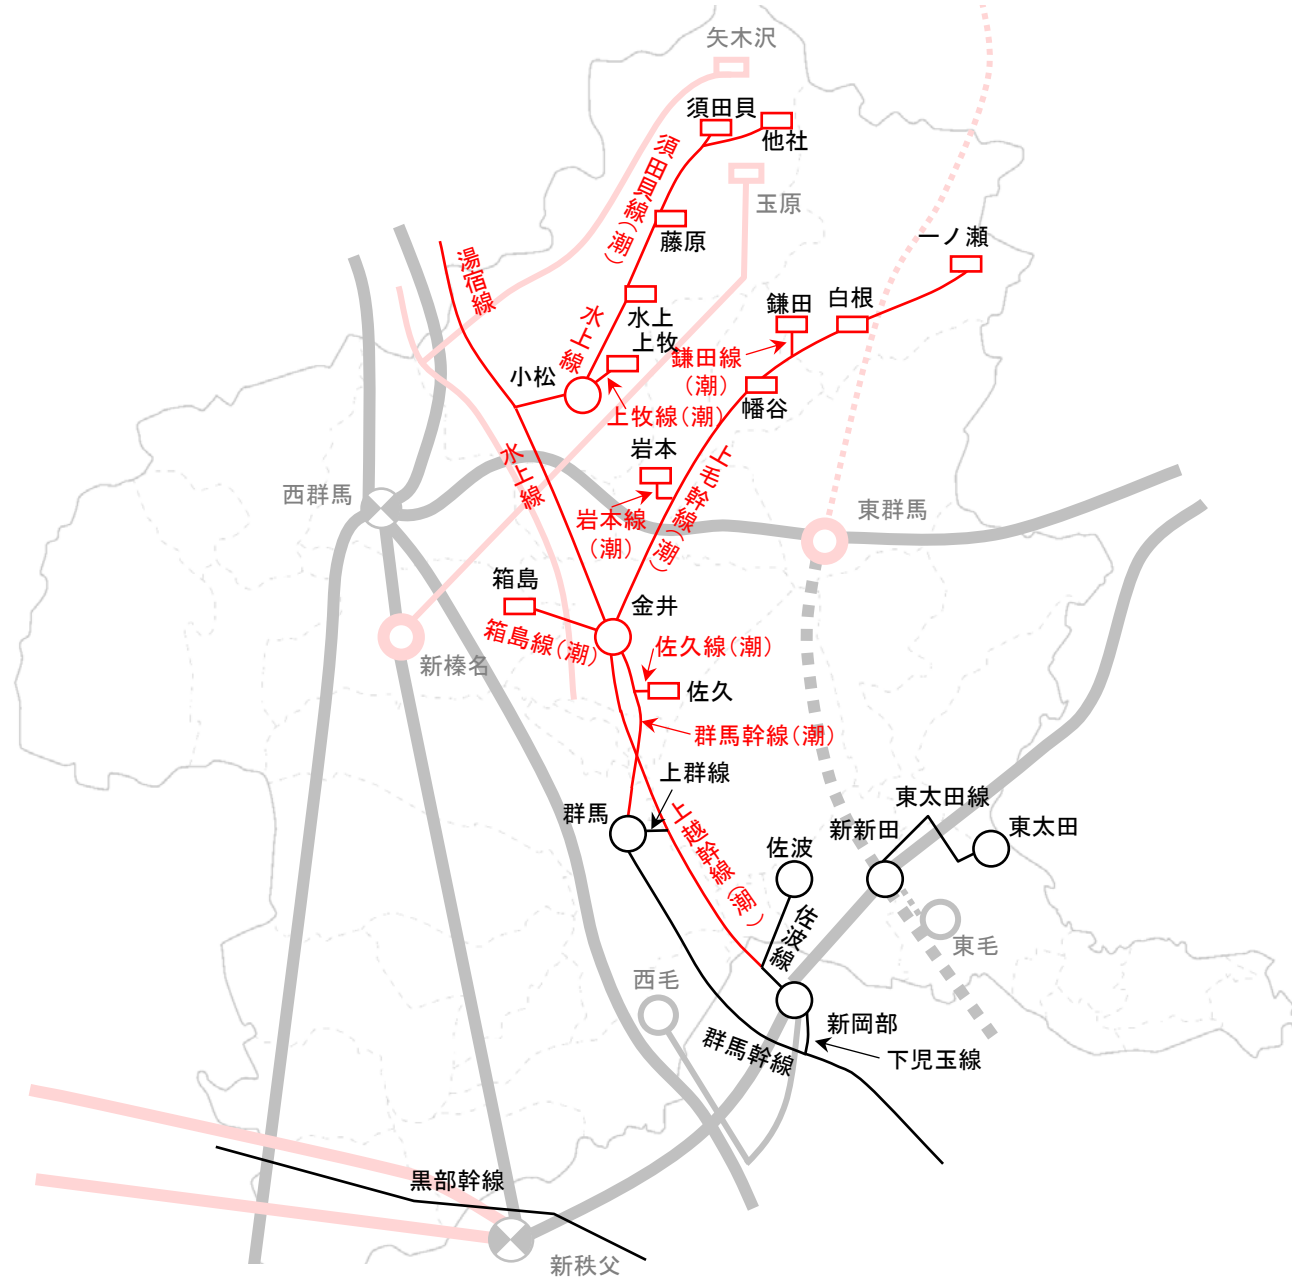 矢木沢
須田貝
他社
須田貝線(潮)
玉原
藤原
一ノ瀬
湯宿線
水上線
水上
上牧
鎌田
白根
鎌田線
(潮)
小松
上牧線(潮)
幡谷
岩本
水上線
上毛幹線(潮)
西群馬
岩本線
(潮)
東群馬
箱島
金井
箱島線(潮)
佐久線(潮)
新榛名
佐久
群馬幹線(潮)
上群線
群馬
上越幹線(潮)
東太田線
新新田
東太田
佐波
佐波線
東毛
西毛
新岡部
群馬幹線
下児玉線
黒部幹線
新秩父